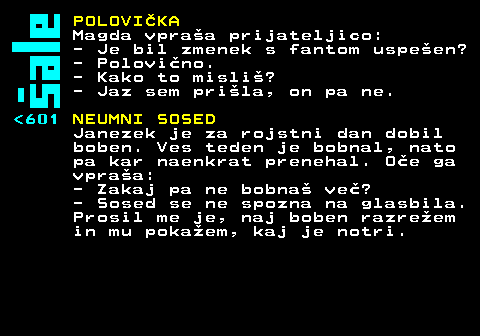 Šale
POLOVIČKA
Magda vpraša prijateljico:
- Je bil zmenek s fantom uspešen?
- Polovično.
- Kako to misliš?
- Jaz sem prišla, on pa ne.
<601 NEUMNI SOSED
Janezek je za rojstni dan dobil
boben. Ves teden je bobnal, nato
pa kar naenkrat prenehal. Oče ga
vpraša:
- Zakaj pa ne bobnaš več?
- Sosed se ne spozna na glasbila.
Prosil me je, naj boben razrežem
in mu pokažem, kaj je notri.